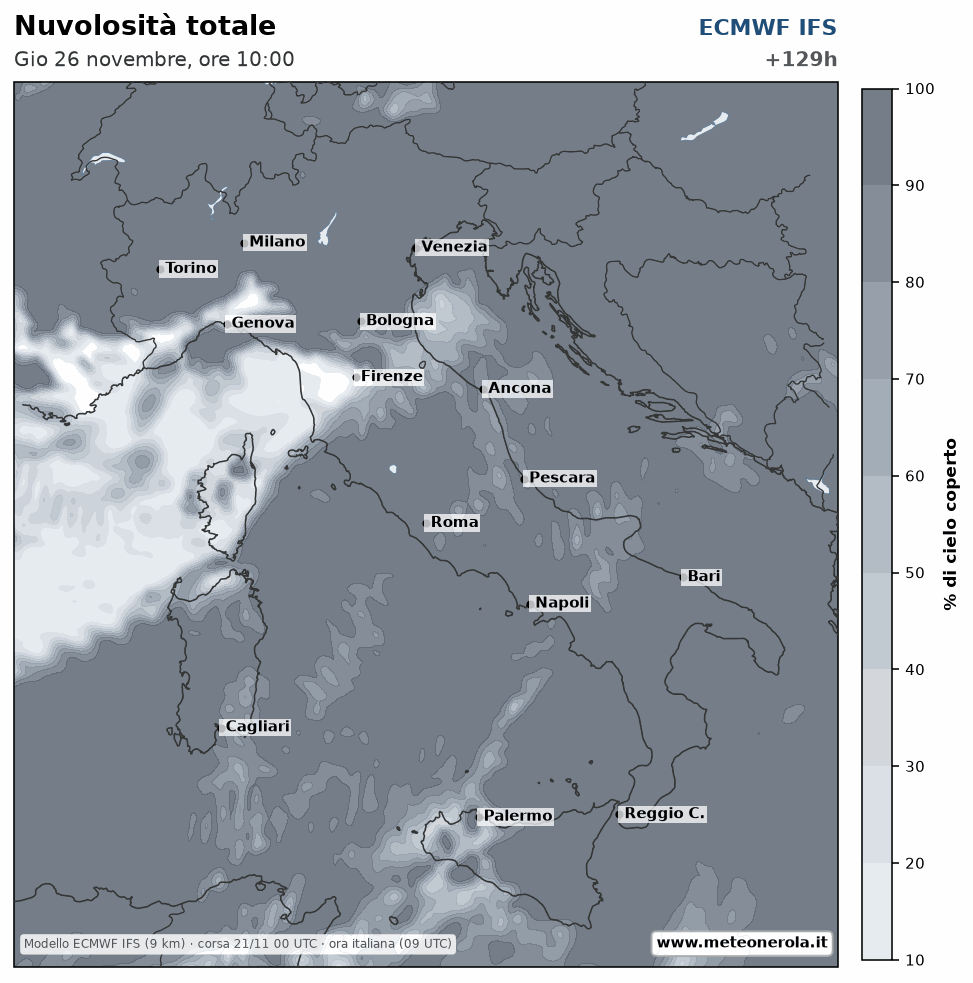 Nuvolosità totale
ECMWF IFS
Gio 26 novembre, ore 10:00
+129h
100
90
80
70
60
50
40
30
20
10
% di cielo coperto
Milano
Venezia
Torino
Genova
Bologna
Firenze
Ancona
Pescara
Roma
Bari
Napoli
Cagliari
Palermo
Reggio C.
Modello ECMWF IFS (9 km) · corsa 21/11 00 UTC · ora italiana (09 UTC)
www.meteonerola.it